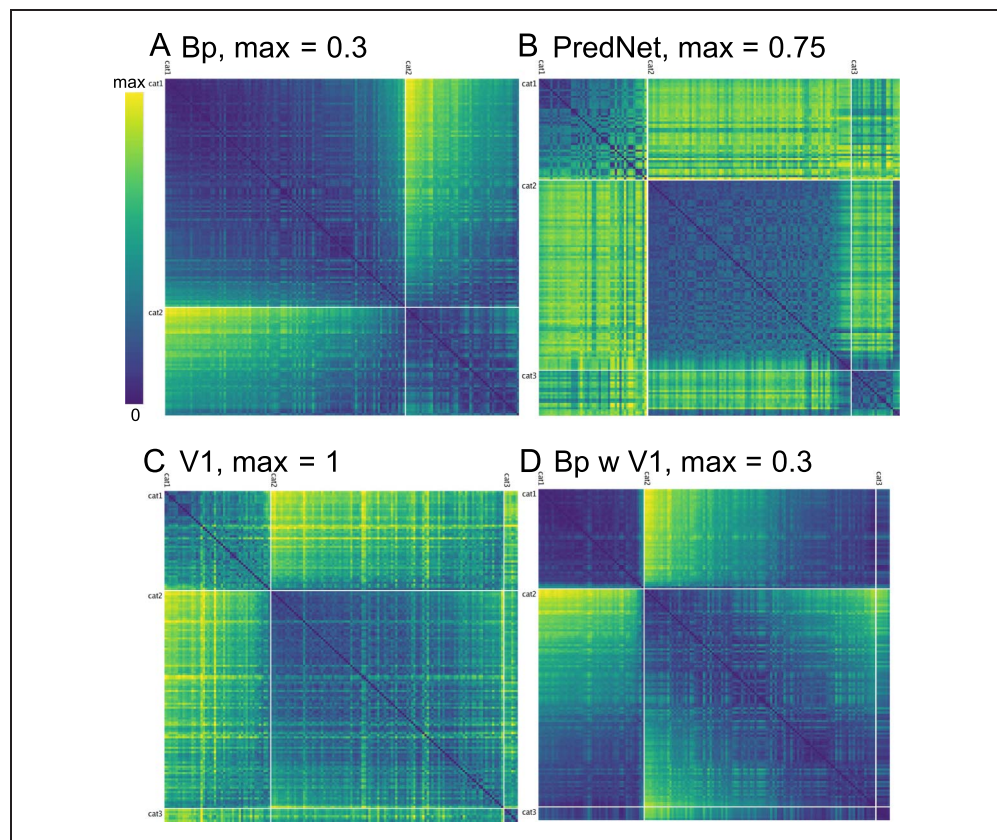 A Bp, max = 0.3
B PredNet, max = 0.75
cat1
cat2
cat1
cat2
cat3
max
cat1
cat1
cat2
cat2
cat3
0
C V1, max = 1
D Bp w V1, max = 0.3
cat1
cat2
cat3
cat1
cat2
cat3
cat1
cat1
cat2
cat2
cat3
cat3